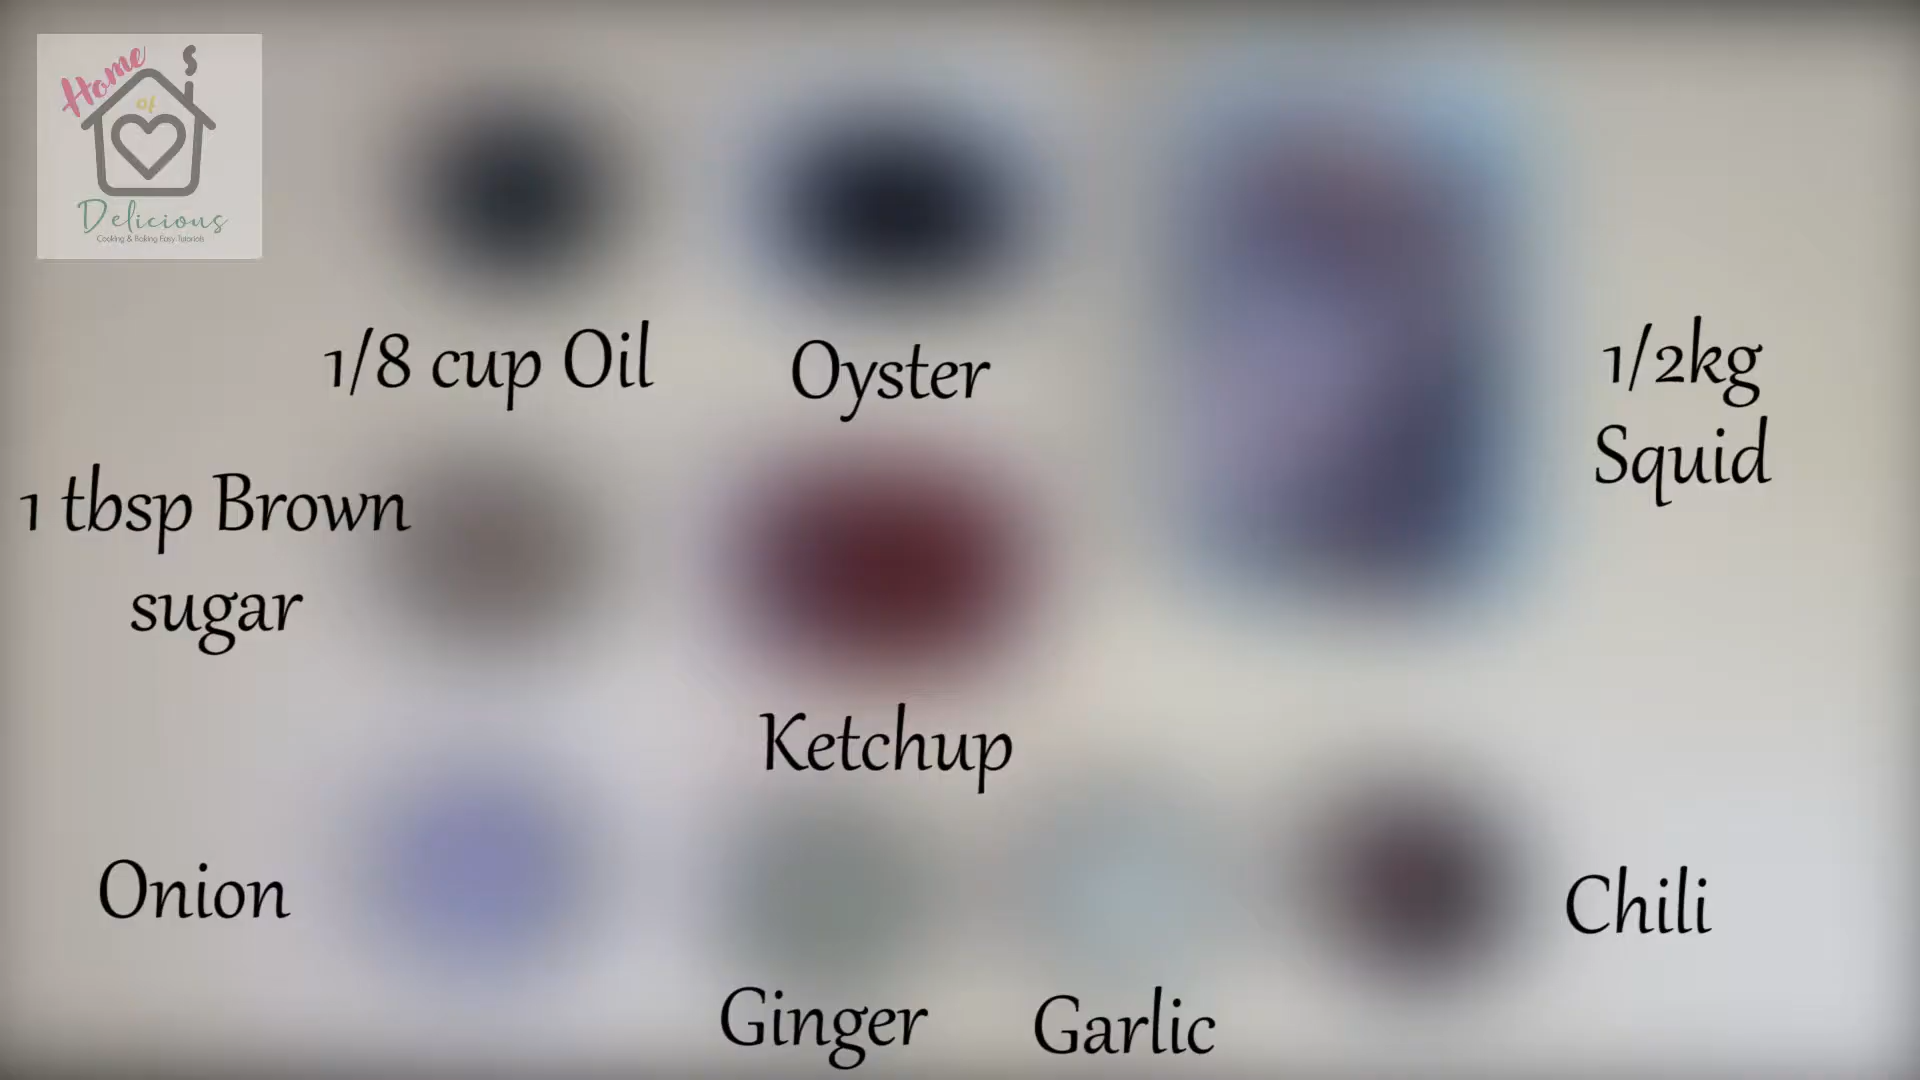 Home
of
Delicious
Cooking & Baking Easy Tutorials
1/8 cup Oil
Oyster
1/2kg
Squid
1 tbsp Brown
sugar
Ketchup
Onion
Chili
Ginger
Garlic